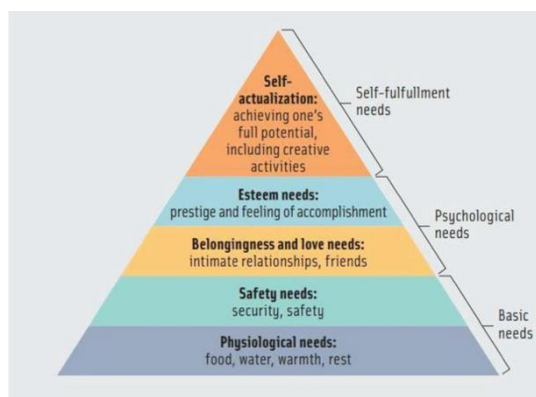 Self-
actualization:
achieving one's
full potential,
including creative
activities
Self-fulfullment
needs
Esteem needs:
prestige and feeling of accomplishment
Psychological
needs
Belongingness and love needs:
intimate relationships, friends
Safety needs:
security, safety
Basic
needs
Physiological needs:
food, water, warmth, rest